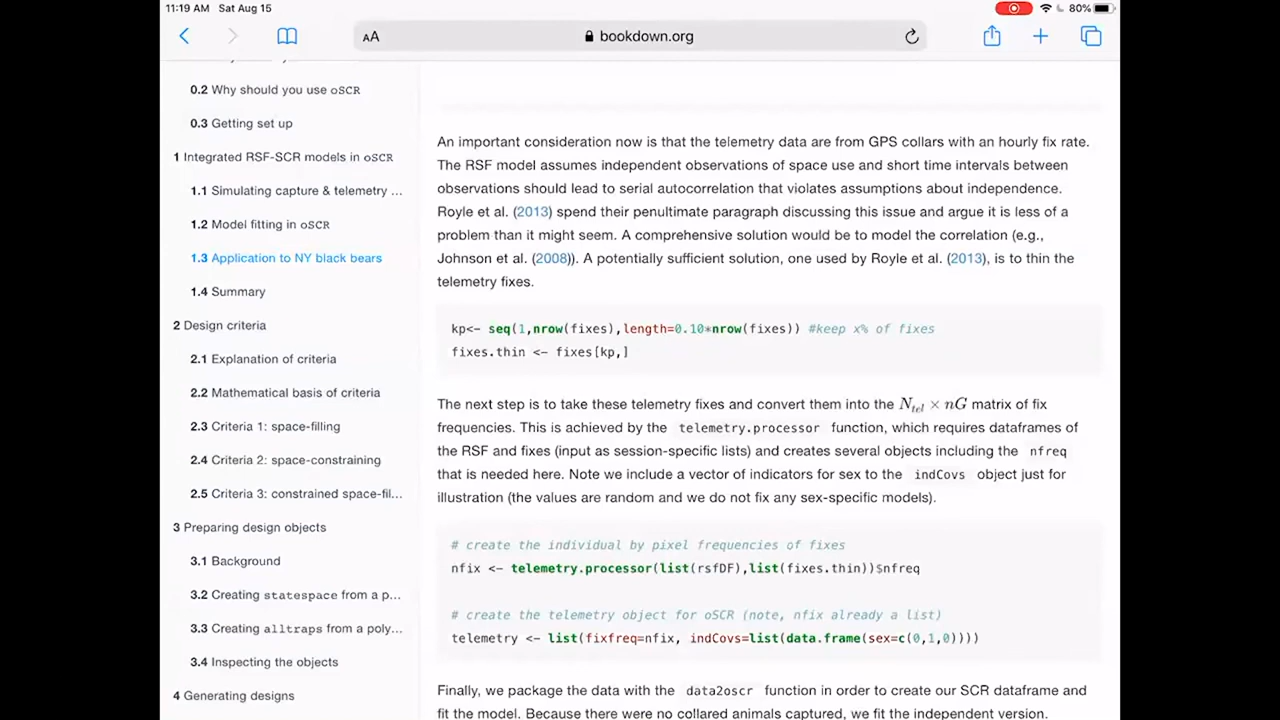 11:19 AM Sat Aug 15
80%
AA
bookdown.org
0.2 Why should you use oSCR
0.3 Getting set up
1 Integrated RSF-SCR models in oSCR
1.1 Simulating capture & telemetry ...
1.2 Model fitting in oSCR
1.3 Application to NY black bears
1.4 Summary
2 Design criteria
2.1 Explanation of criteria
2.2 Mathematical basis of criteria
2.3 Criteria 1: space-filling
2.4 Criteria 2: space-constraining
2.5 Criteria 3: constrained space-fil...
3 Preparing design objects
3.1 Background
3.2 Creating statespace from a p...
3.3 Creating alltraps from a poly...
3.4 Inspecting the objects
4 Generating designs
An important consideration now is that the telemetry data are from GPS collars with an hourly fix rate.
The RSF model assumes independent observations of space use and short time intervals between
observations should lead to serial autocorrelation that violates assumptions about independence.
Royle et al. (2013) spend their penultimate paragraph discussing this issue and argue it is less of a
problem than it might seem. A comprehensive solution would be to model the correlation (e.g.,
Johnson et al. (2008)). A potentially sufficient solution, one used by Royle et al. (2013), is to thin the
telemetry fixes.
kp<- seq(1,nrow(fixes),length=0.10*nrow(fixes)) #keep x% of fixes
fixes.thin <- fixes[kp,]
The next step is to take these telemetry fixes and convert them into the N_tel × nG matrix of fix
frequencies. This is achieved by the telemetry.processor function, which requires dataframes of
the RSF and fixes (input as session-specific lists) and creates several objects including the nfreq
that is needed here. Note we include a vector of indicators for sex to the indCovs object just for
illustration (the values are random and we do not fix any sex-specific models).
# create the individual by pixel frequencies of fixes
nfix <- telemetry.processor(list(rsfDF),list(fixes.thin))$nfreq
# create the telemetry object for oSCR (note, nfix already a list)
telemetry <- list(fixfreq=nfix, indCovs=list(data.frame(sex=c(0,1,0))))
Finally, we package the data with the data2oscr function in order to create our SCR dataframe and
fit the model. Because there were no collared animals captured, we fit the independent version.